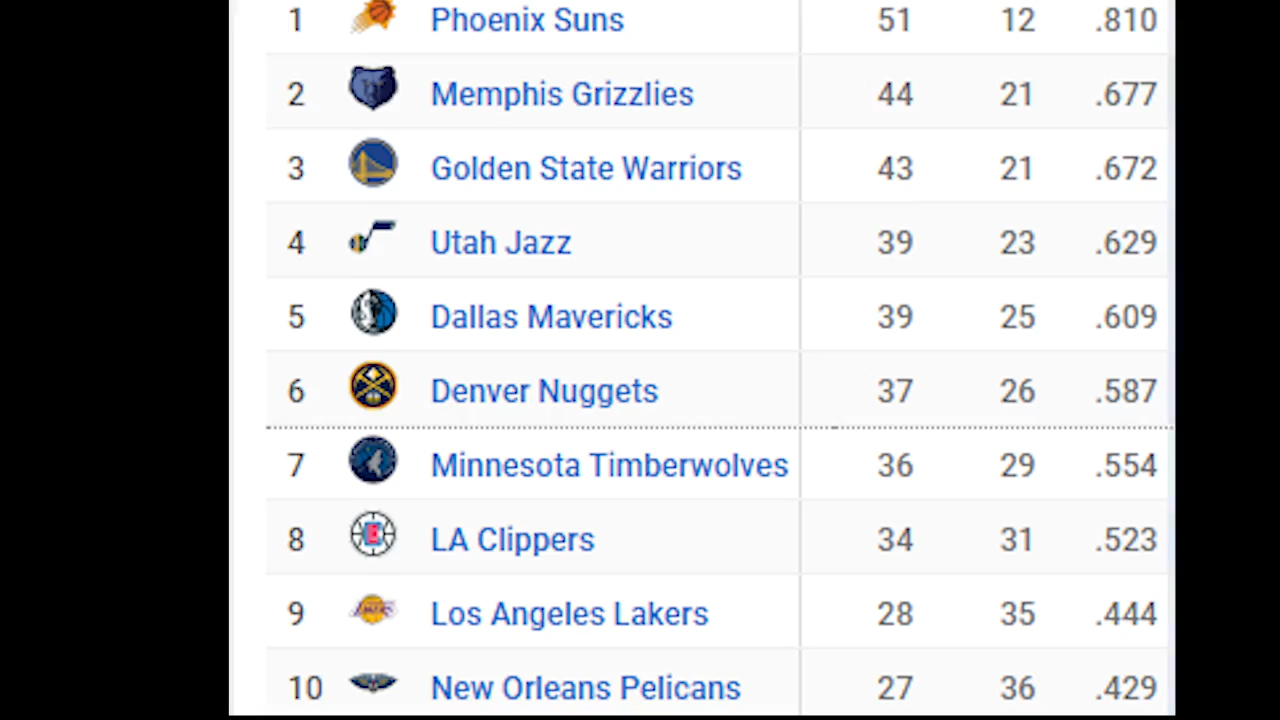 1 Phoenix Suns 51 12 .810
2 Memphis Grizzlies 44 21 .677
3 Golden State Warriors 43 21 .672
4 Utah Jazz 39 23 .629
5 Dallas Mavericks 39 25 .609
6 Denver Nuggets 37 26 .587
7 Minnesota Timberwolves 36 29 .554
8 LA Clippers 34 31 .523
9 Los Angeles Lakers 28 35 .444
10 New Orleans Pelicans 27 36 .429